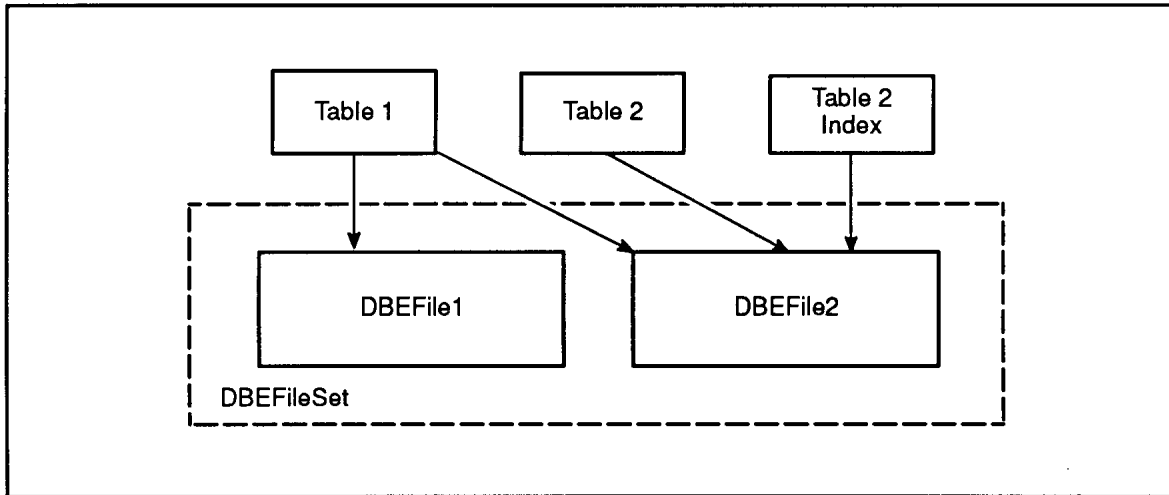 Table 1
Table 2
Table 2
Index
DBEFile1
DBEFile2
DBEFileSet